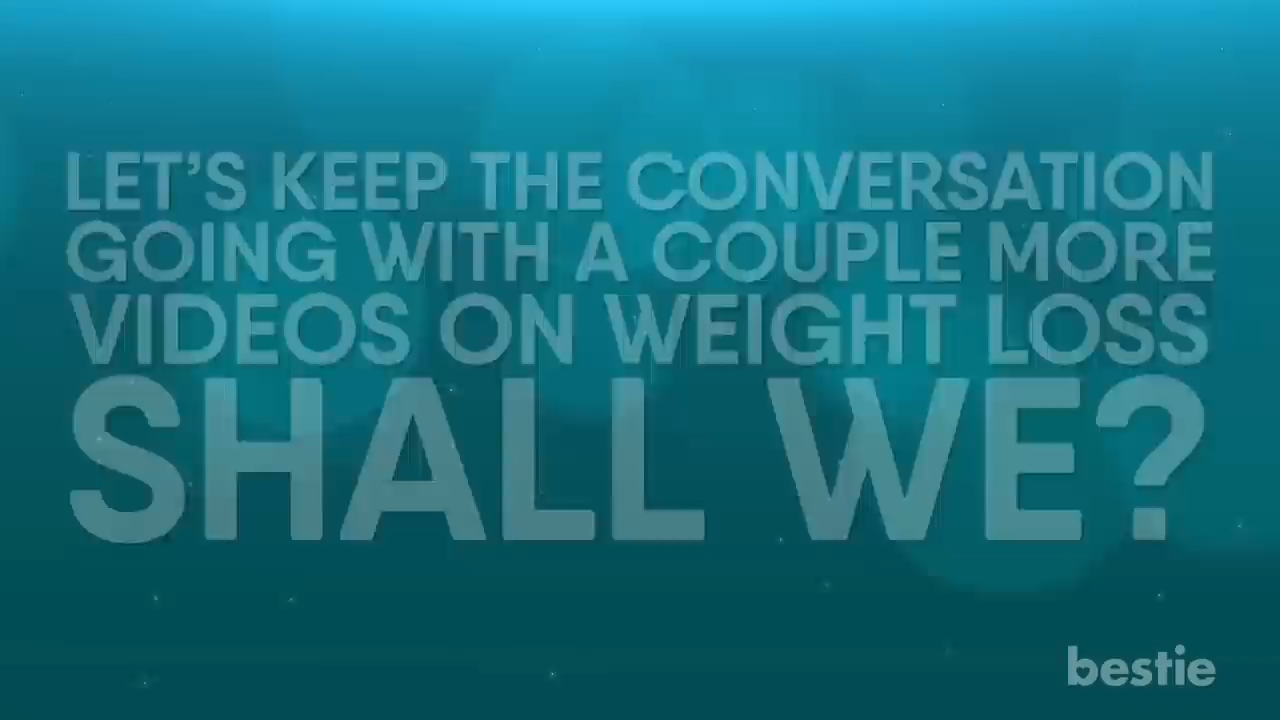 LET'S KEEP THE CONVERSATION
GOING WITH A COUPLE MORE
VIDEOS ON WEIGHT LOSS
SHALL WE?
bestie